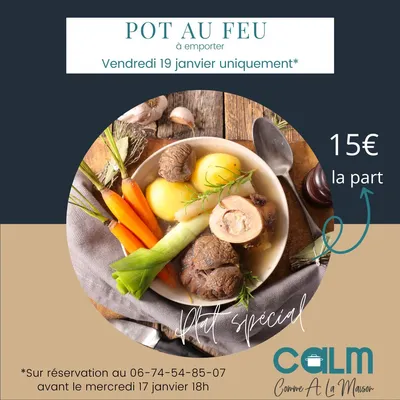 POT AU FEU
à emporter
Vendredi 19 janvier uniquement*
15€
la part
Plat spécial
CALM
Comme A La Maison
*Sur réservation au 06-74-54-85-07
avant le mercredi 17 janvier 18h